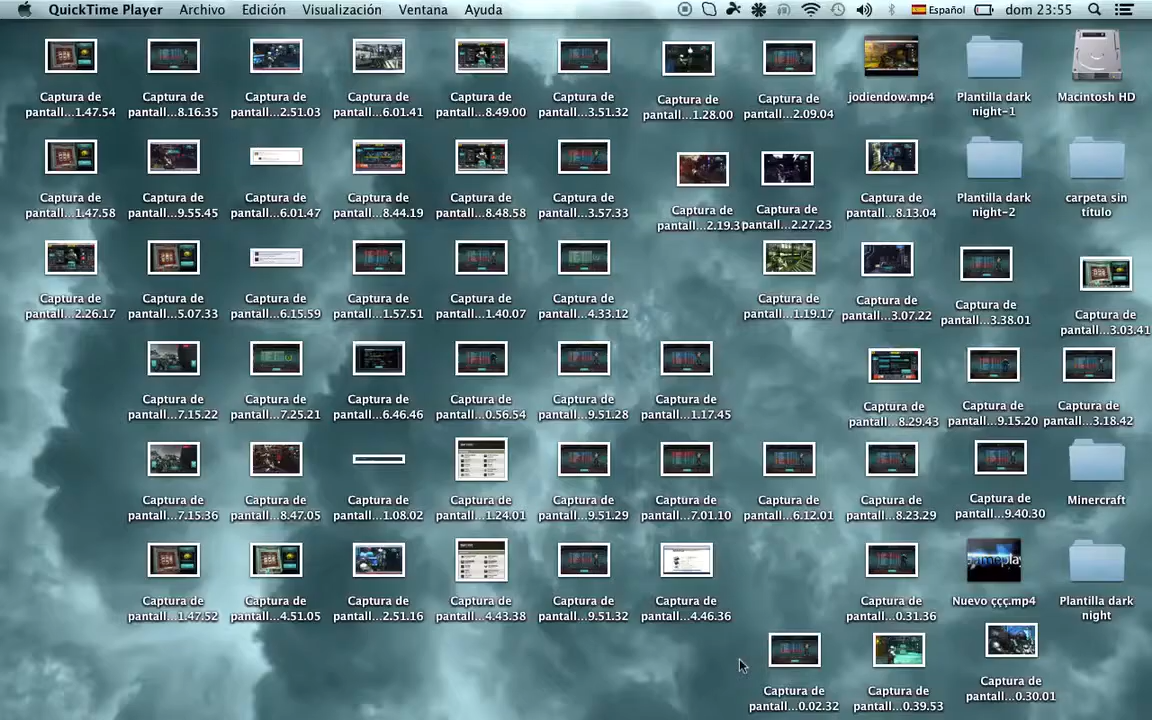 QuickTime Player Archivo Edición Visualización Ventana Ayuda Español dom 23:55
Captura de pantall...1.47.54
Captura de pantall...8.16.35
Captura de pantall...2.51.03
Captura de pantall...6.01.41
Captura de pantall...8.49.00
Captura de pantall...3.51.32
Captura de pantall...1.28.00
Captura de pantall...2.09.04
jodiendow.mp4
Plantilla dark night-1
Macintosh HD
Captura de pantall...1.47.58
Captura de pantall...9.55.45
Captura de pantall...6.01.47
Captura de pantall...8.44.19
Captura de pantall...8.48.58
Captura de pantall...3.57.33
Captura de pantall...2.19.3
Captura de pantall...2.27.23
Captura de pantall...8.13.04
Plantilla dark night-2
carpeta sin título
Captura de pantall...2.26.17
Captura de pantall...5.07.33
Captura de pantall...6.15.59
Captura de pantall...1.57.51
Captura de pantall...1.40.07
Captura de pantall...4.33.12
Captura de pantall...1.19.17
Captura de pantall...3.07.22
Captura de pantall...3.38.01
Captura de pantall...3.03.41
Captura de pantall...7.15.22
Captura de pantall...7.25.21
Captura de pantall...6.46.46
Captura de pantall...0.56.54
Captura de pantall...9.51.28
Captura de pantall...1.17.45
Captura de pantall...8.29.43
Captura de pantall...9.15.20
Captura de pantall...3.18.42
Captura de pantall...7.15.36
Captura de pantall...8.47.05
Captura de pantall...1.08.02
Captura de pantall...1.24.01
Captura de pantall...9.51.29
Captura de pantall...7.01.10
Captura de pantall...6.12.01
Captura de pantall...8.23.29
Captura de pantall...9.40.30
Minercraft
Captura de pantall...1.47.52
Captura de pantall...4.51.05
Captura de pantall...2.51.16
Captura de pantall...4.43.38
Captura de pantall...9.51.32
Captura de pantall...4.46.36
Captura de pantall...0.31.36
gameplay
Nuevo ççç.mp4
Plantilla dark night
Captura de pantall...0.02.32
Captura de pantall...0.39.53
Captura de pantall...0.30.01